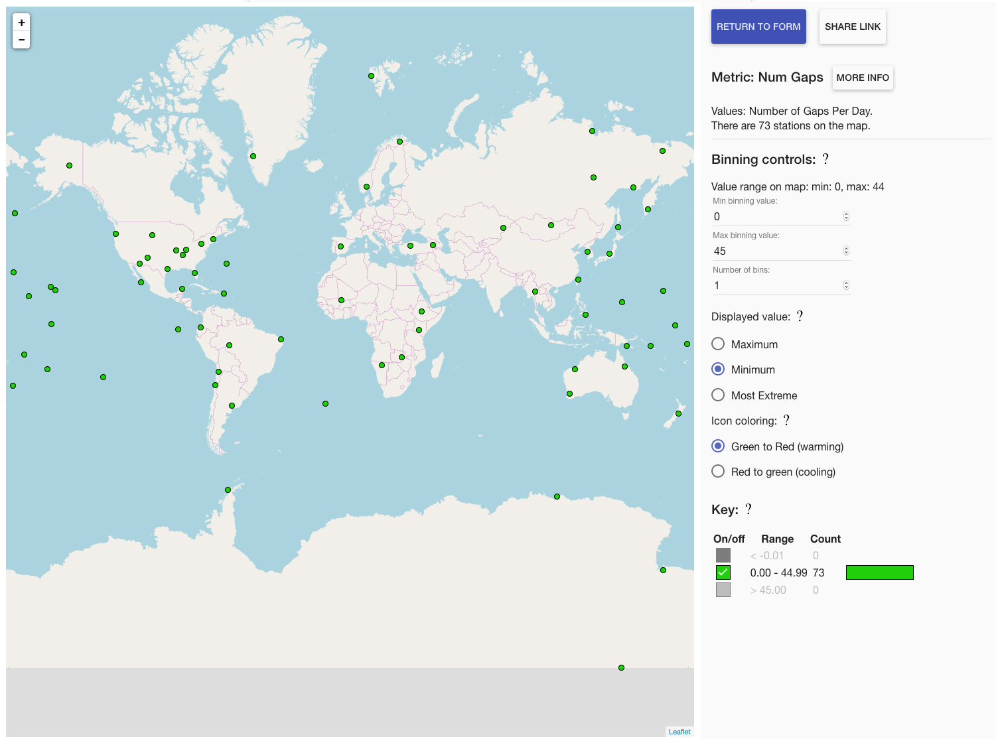 +
−
RETURN TO FORM
SHARE LINK
Metric: Num Gaps
MORE INFO
Values: Number of Gaps Per Day.
There are 73 stations on the map.
Binning controls: ?
Value range on map: min: 0, max: 44
Min binning value:
0
Max binning value:
45
Number of bins:
1
Displayed value: ?
Maximum
Minimum
Most Extreme
Icon coloring: ?
Green to Red (warming)
Red to green (cooling)
Key: ?
On/off Range Count
< -0.01 0
0.00 - 44.99 73
> 45.00 0
Leaflet